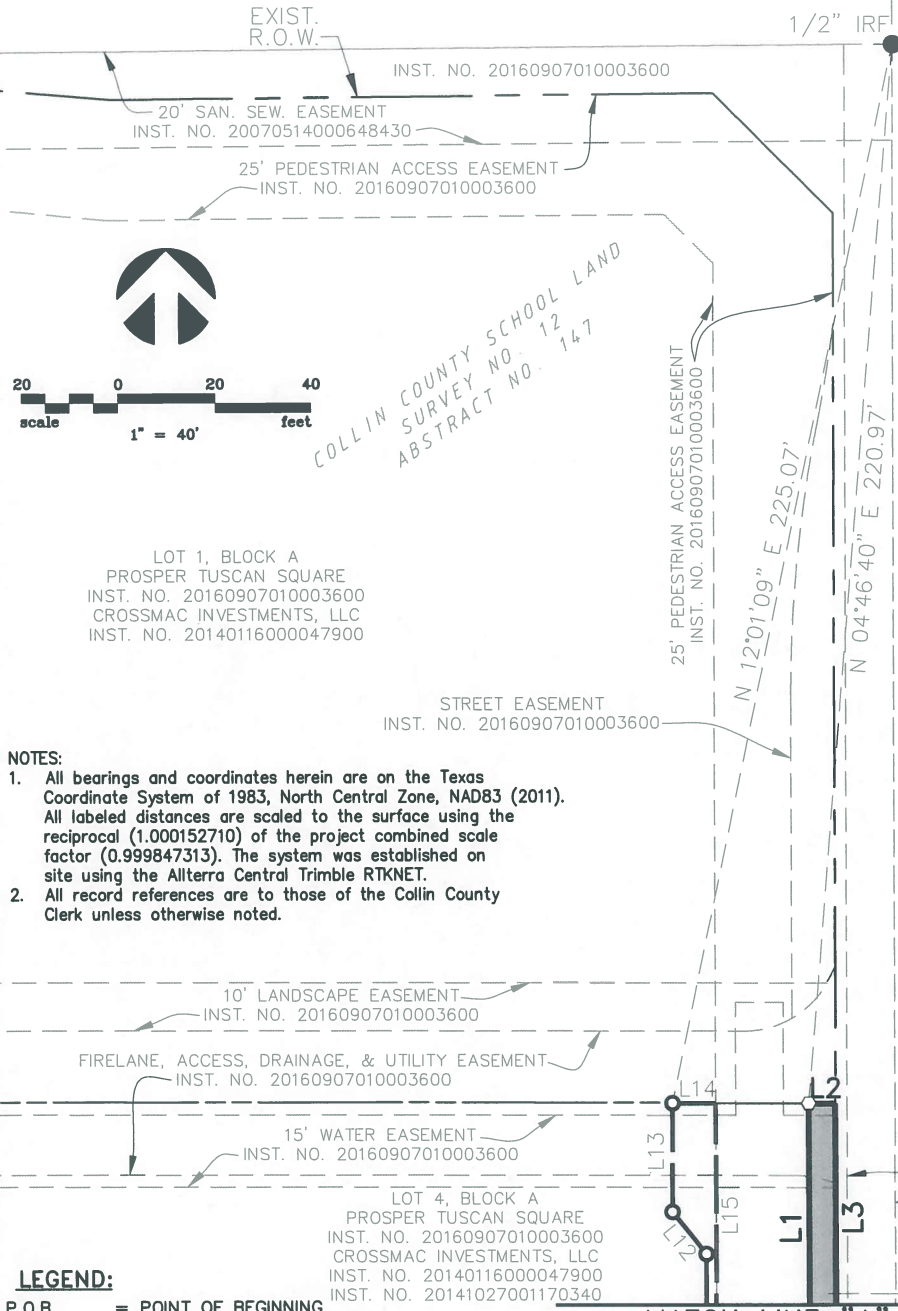 EXIST.
R.O.W.
1/2" IRF
INST. NO. 20160907010003600
20' SAN. SEW. EASEMENT
INST. NO. 20070514000648430
25' PEDESTRIAN ACCESS EASEMENT
INST. NO. 20160907010003600
COLLIN COUNTY SCHOOL LAND
SURVEY NO. 12
ABSTRACT NO. 147
20 0 20 40
scale feet
1" = 40'
25' PEDESTRIAN ACCESS EASEMENT
INST. NO. 20160907010003600
N 12°01'09" E 225.07'
N 04°46'40" E 220.97'
LOT 1, BLOCK A
PROSPER TUSCAN SQUARE
INST. NO. 20160907010003600
CROSSMAC INVESTMENTS, LLC
INST. NO. 20140116000047900
STREET EASEMENT
INST. NO. 20160907010003600
NOTES:
1. All bearings and coordinates herein are on the Texas
Coordinate System of 1983, North Central Zone, NAD83 (2011).
All labeled distances are scaled to the surface using the
reciprocal (1.000152710) of the project combined scale
factor (0.999847313). The system was established on
site using the Allterra Central Trimble RTKNET.
2. All record references are to those of the Collin County
Clerk unless otherwise noted.
10' LANDSCAPE EASEMENT
INST. NO. 20160907010003600
FIRELANE, ACCESS, DRAINAGE, & UTILITY EASEMENT
INST. NO. 20160907010003600
L14
L2
15' WATER EASEMENT
INST. NO. 20160907010003600
L13
L12
L15
L1
L3
LOT 4, BLOCK A
PROSPER TUSCAN SQUARE
INST. NO. 20160907010003600
CROSSMAC INVESTMENTS, LLC
INST. NO. 20140116000047900
INST. NO. 20141027001170340
LEGEND:
P.O.B. = POINT OF BEGINNING